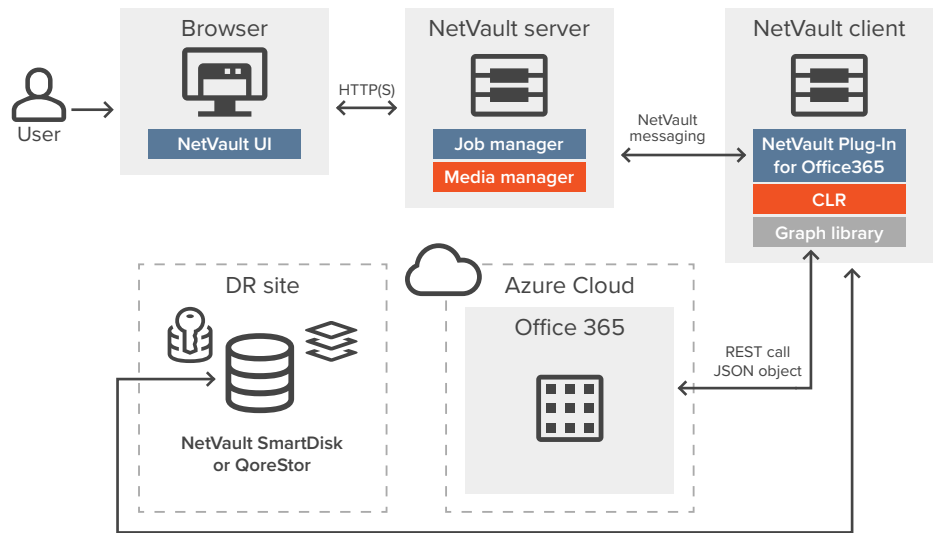 Browser
NetVault server
NetVault client
HTTP(S)
User
NetVault UI
Job manager
Media manager
NetVault
messaging
NetVault Plug-In
for Office365
CLR
Graph library
DR site
NetVault SmartDisk
or QoreStor
Azure Cloud
Office 365
REST call
JSON object